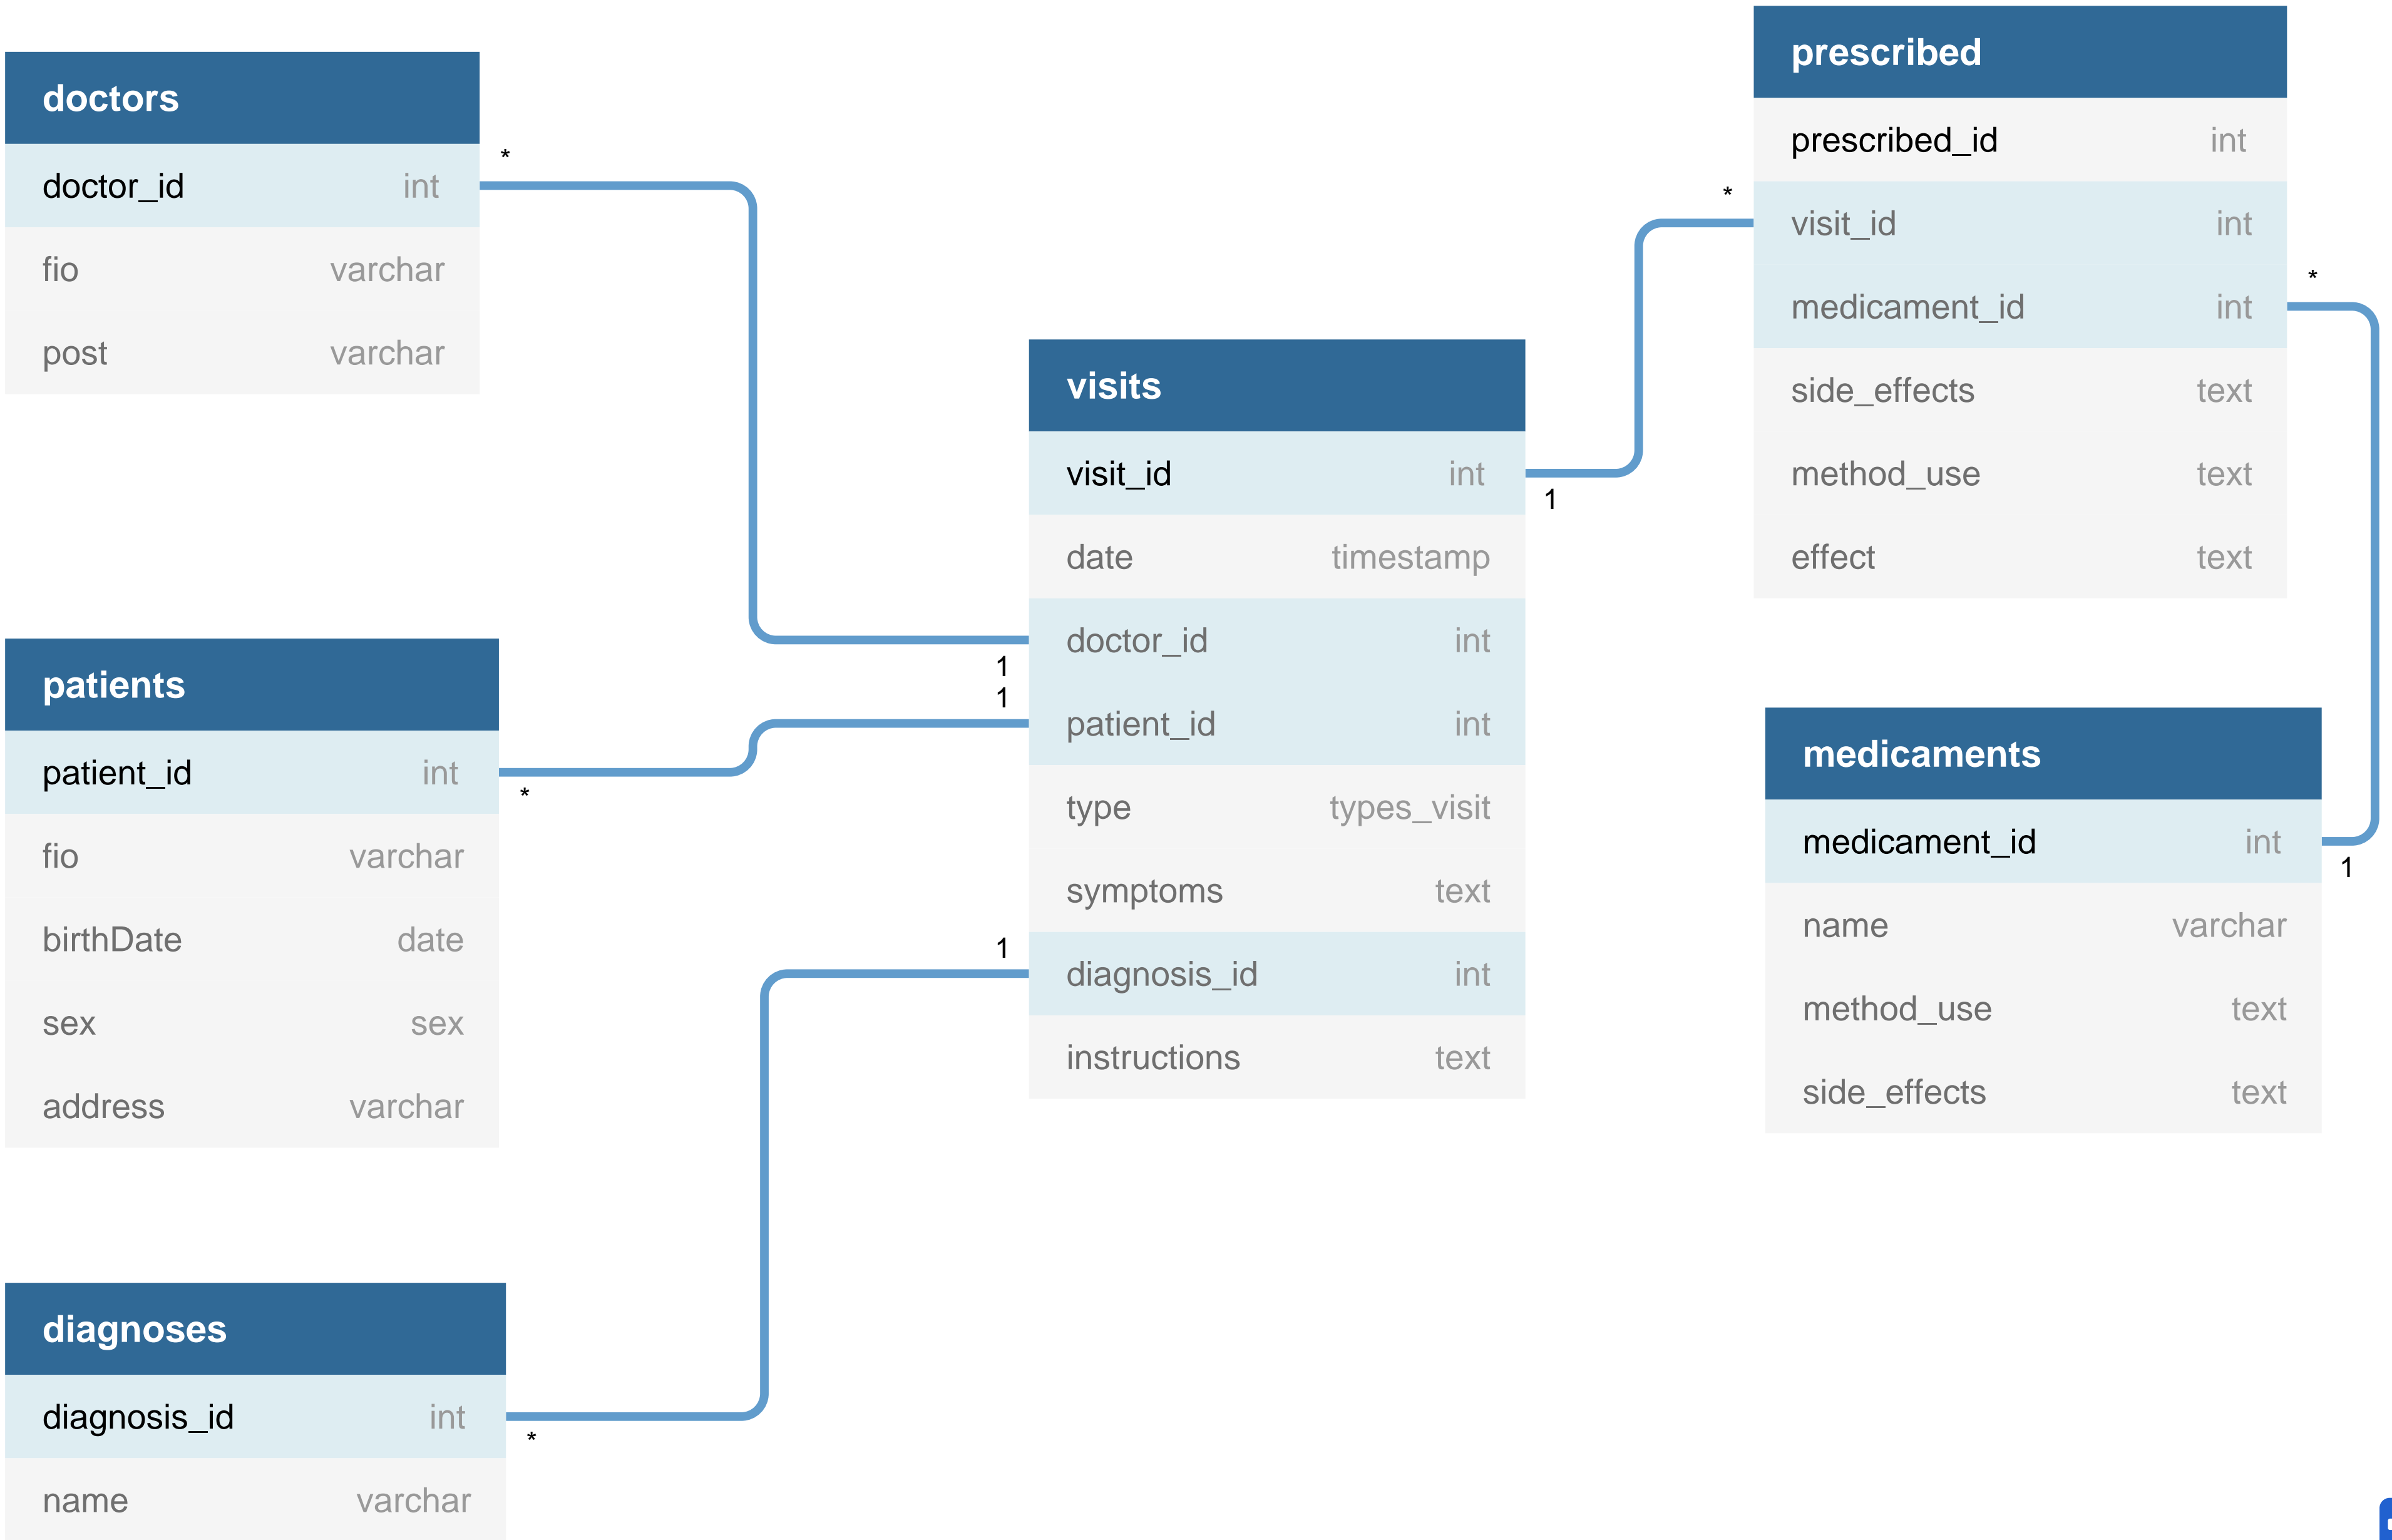 doctors
doctor_id int
fio varchar
post varchar
*
patients
patient_id int
fio varchar
birthDate date
sex sex
address varchar
*
diagnoses
diagnosis_id int
name varchar
*
visits
visit_id int
date timestamp
doctor_id int
patient_id int
type types_visit
symptoms text
diagnosis_id int
instructions text
1
1
1
1
prescribed
prescribed_id int
visit_id int
medicament_id int
side_effects text
method_use text
effect text
*
*
medicaments
medicament_id int
name varchar
method_use text
side_effects text
1